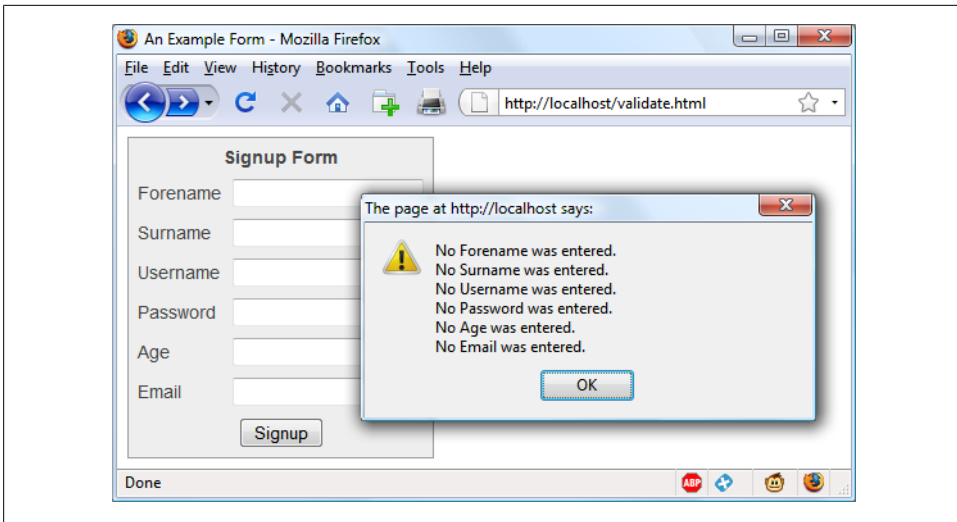 An Example Form - Mozilla Firefox
File Edit View History Bookmarks Tools Help
http://localhost/validate.html
Signup Form
Forename
Surname
Username
Password
Age
Email
Signup
The page at http://localhost says:
No Forename was entered.
No Surname was entered.
No Username was entered.
No Password was entered.
No Age was entered.
No Email was entered.
OK
Done
ABP